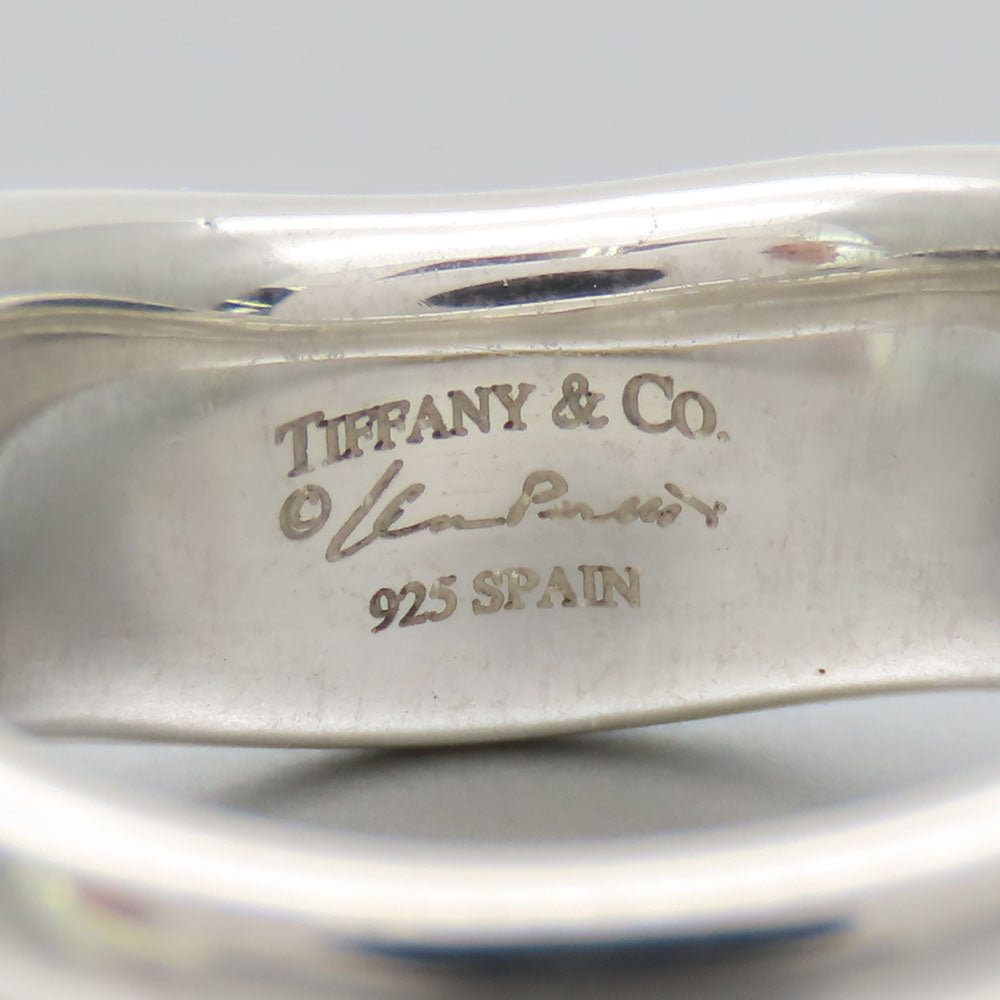 TIFFANY & CO.
© Elsa Peretti
925 SPAIN